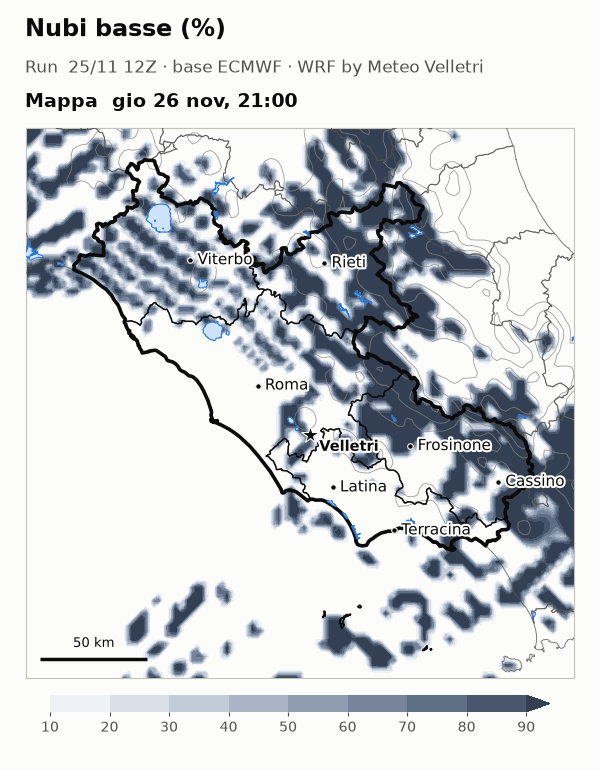 Nubi basse (%)
Run  25/11 12Z · base ECMWF · WRF by Meteo Velletri
Mappa  gio 26 nov, 21:00
Viterbo
Rieti
Roma
Velletri
Frosinone
Latina
Cassino
Terracina
50 km
10 20 30 40 50 60 70 80 90